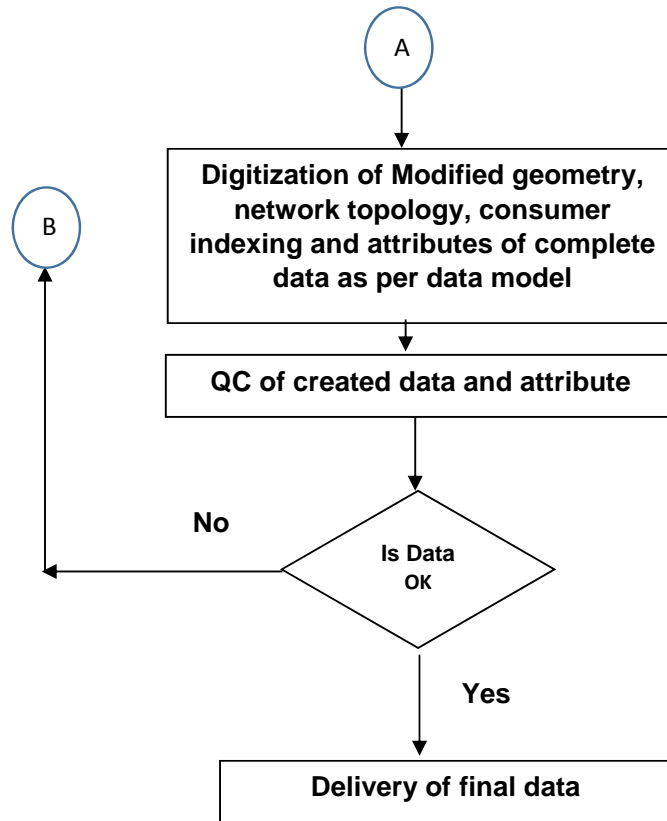 A
Digitization of Modified geometry,
network topology, consumer
indexing and attributes of complete
data as per data model
B
QC of created data and attribute
No
Is Data
OK
Yes
Delivery of final data